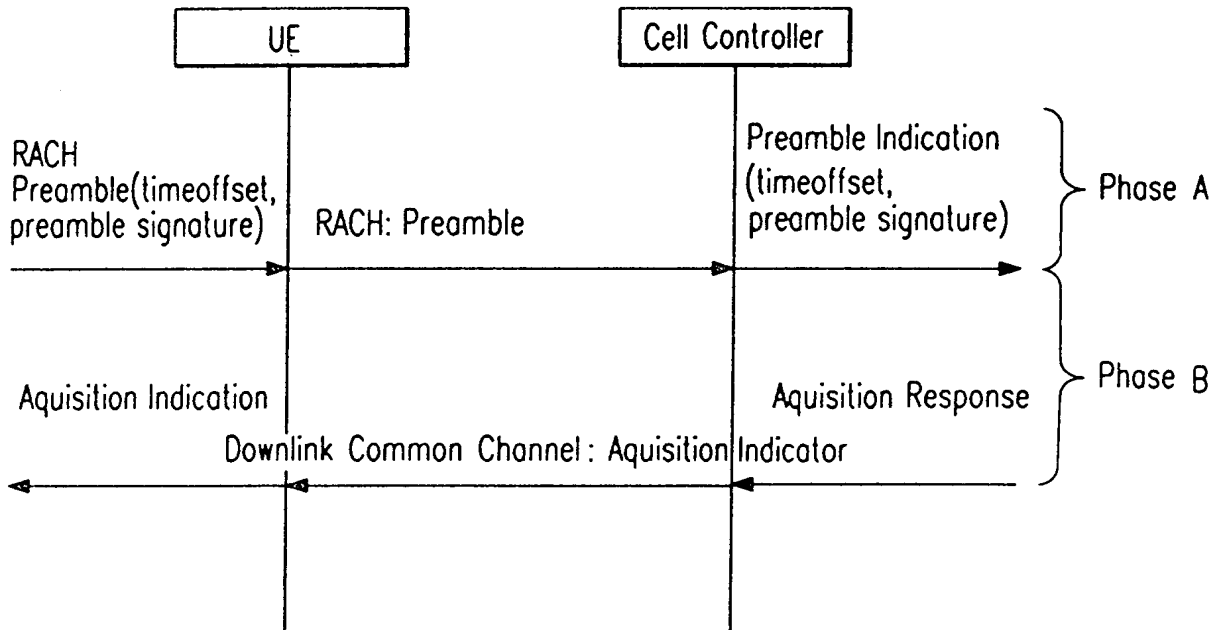 UE
Cell Controller
RACH
Preamble(timeoffset,
preamble signature)
RACH: Preamble
Preamble Indication
(timeoffset,
preamble signature)
Phase A
Aquisition Indication
Aquisition Response
Phase B
Downlink Common Channel: Aquisition Indicator